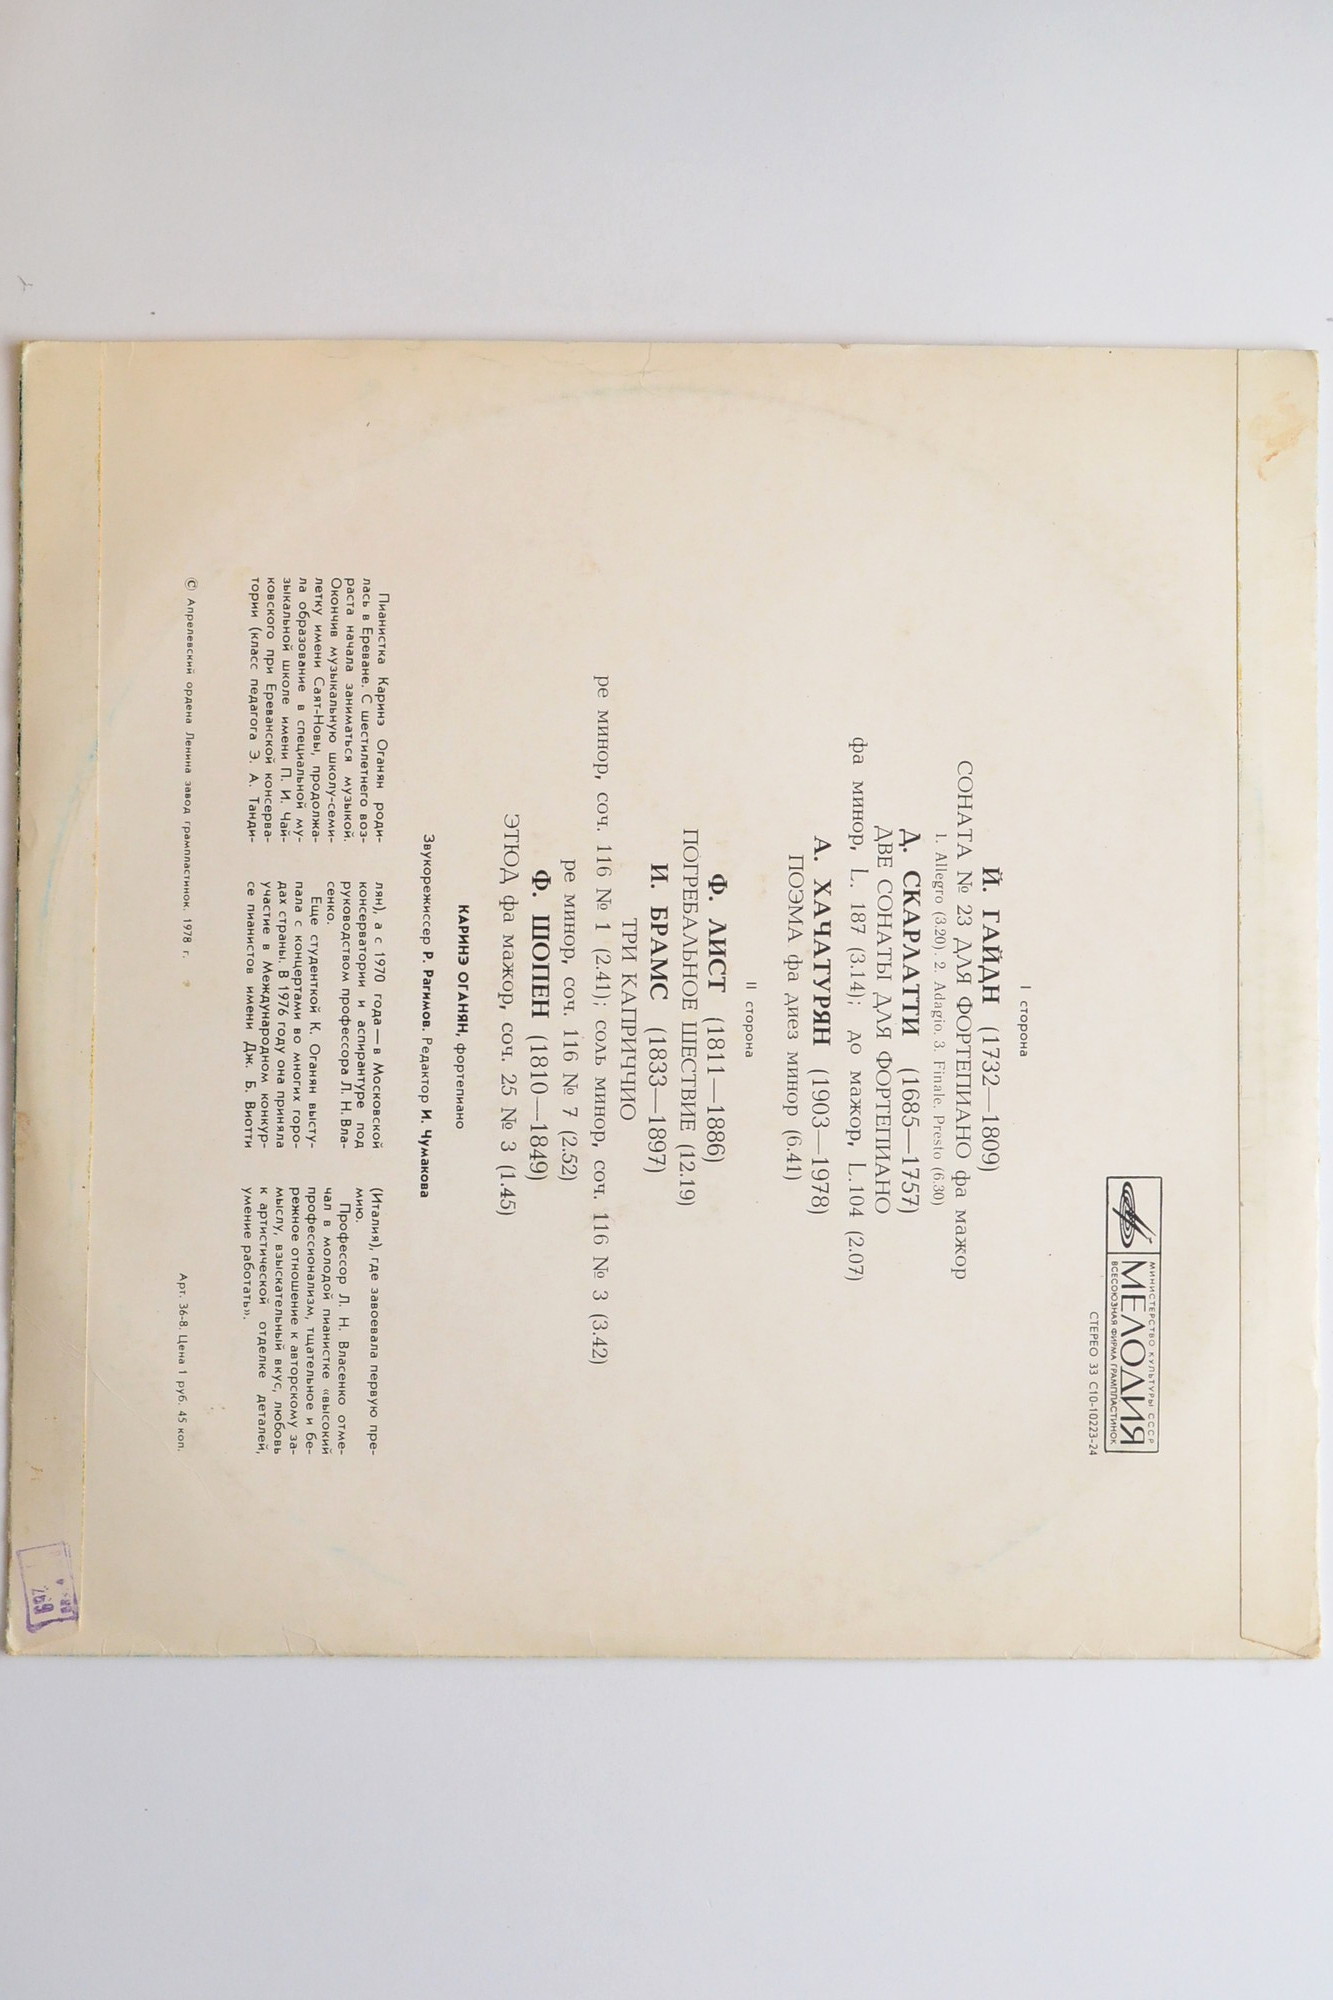 МИНИСТЕРСТВО КУЛЬТУРЫ СССР
МЕЛОДИЯ
ВСЕСОЮЗНАЯ ФИРМА ГРАМПЛАСТИНОК
СТЕРЕО 33 С10-10223-24
I сторона
Й. ГАЙДН (1732—1809)
СОНАТА № 23 ДЛЯ ФОРТЕПИАНО фа мажор
1. Allegro (3.20). 2. Adagio. 3. Finale. Presto (6.30)
Д. СКАРЛАТТИ (1685—1757)
ДВЕ СОНАТЫ ДЛЯ ФОРТЕПИАНО
фа минор, L. 187 (3.14); до мажор, L.104 (2.07)
А. ХАЧАТУРЯН (1903—1978)
ПОЭМА фа диез минор (6.41)
II сторона
Ф. ЛИСТ (1811—1886)
ПОГРЕБАЛЬНОЕ ШЕСТВИЕ (12.19)
И. БРАМС (1833—1897)
ТРИ КАПРИЧЧИО
ре минор, соч. 116 № 1 (2.41); соль минор, соч. 116 № 3 (3.42)
ре минор, соч. 116 № 7 (2.52)
Ф. ШОПЕН (1810—1849)
ЭТЮД фа мажор, соч. 25 № 3 (1.45)
КАРИНЭ ОГАНЯН, фортепиано
Звукорежиссер Р. Рагимов. Редактор И. Чумакова
Пианистка Каринэ Оганян роди-
лась в Ереване. С шестилетнего воз-
раста начала заниматься музыкой.
Окончив музыкальную школу-семи-
летку имени Саят-Новы, продолжа-
ла образование в специальной му-
зыкальной школе имени П. И. Чай-
ковского при Ереванской консерва-
тории (класс педагога Э. А. Танди-
лян), а с 1970 года — в Московской
консерватории и аспирантуре под
руководством профессора Л. Н. Вла-
сенко.
Еще студенткой К. Оганян высту-
пала с концертами во многих горо-
дах страны. В 1976 году она приняла
участие в Международном конкур-
се пианистов имени Дж. Б. Виотти
(Италия), где завоевала первую пре-
мию.
Профессор Л. Н. Власенко отме-
чал в молодой пианистке «высокий
профессионализм, тщательное и бе-
режное отношение к авторскому за-
мыслу, взыскательный вкус, любовь
к артистической отделке деталей,
умение работать».
© Апрелевский ордена Ленина завод грампластинок. 1978 г.
Арт. 36-8. Цена 1 руб. 45 коп.